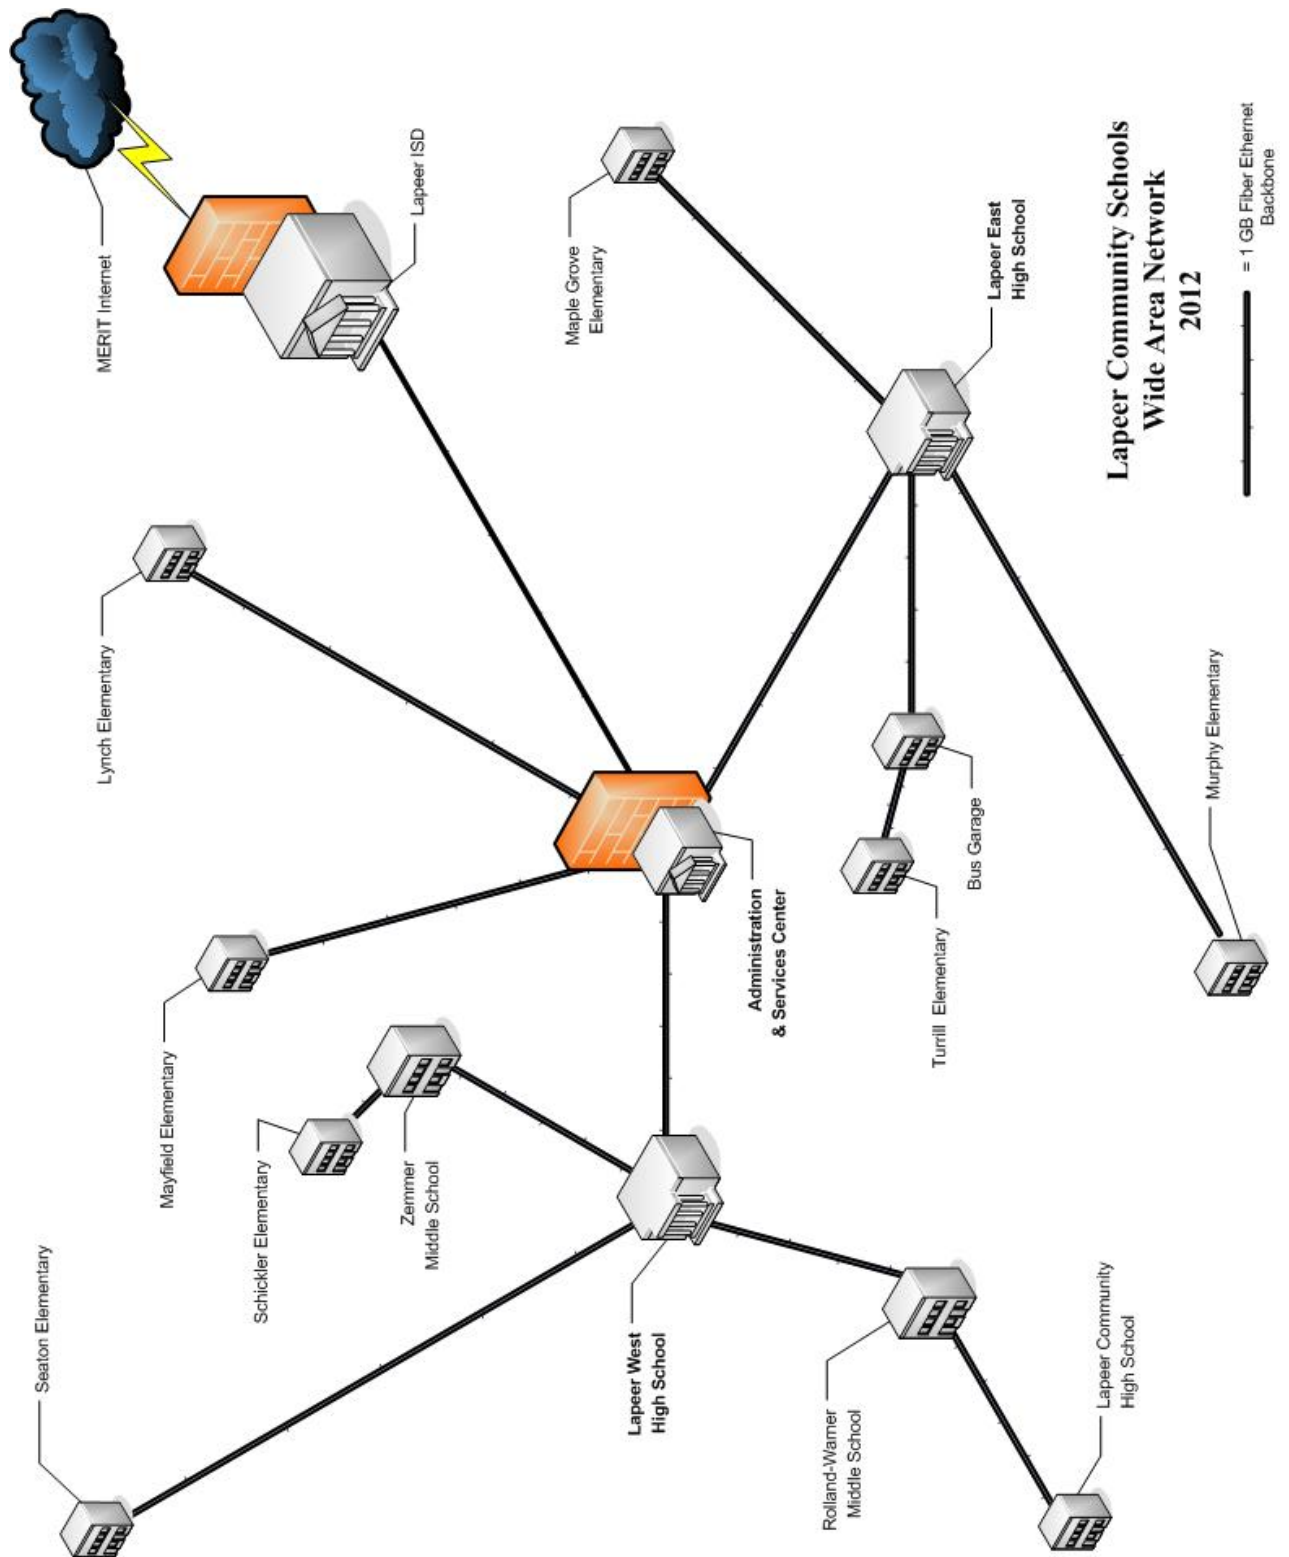 MERIT Internet
Lapeer ISD
Lynch Elementary
Maple Grove
Elementary
Lapeer East
High School
Mayfield Elementary
Administration
& Services Center
Schickler Elementary
Zemmer
Middle School
Bus Garage
Turrill Elementary
Murphy Elementary
Seaton Elementary
Lapeer West
High School
Rolland-Warner
Middle School
Lapeer Community
High School
Lapeer Community Schools
Wide Area Network
2012
= 1 GB Fiber Ethernet
Backbone